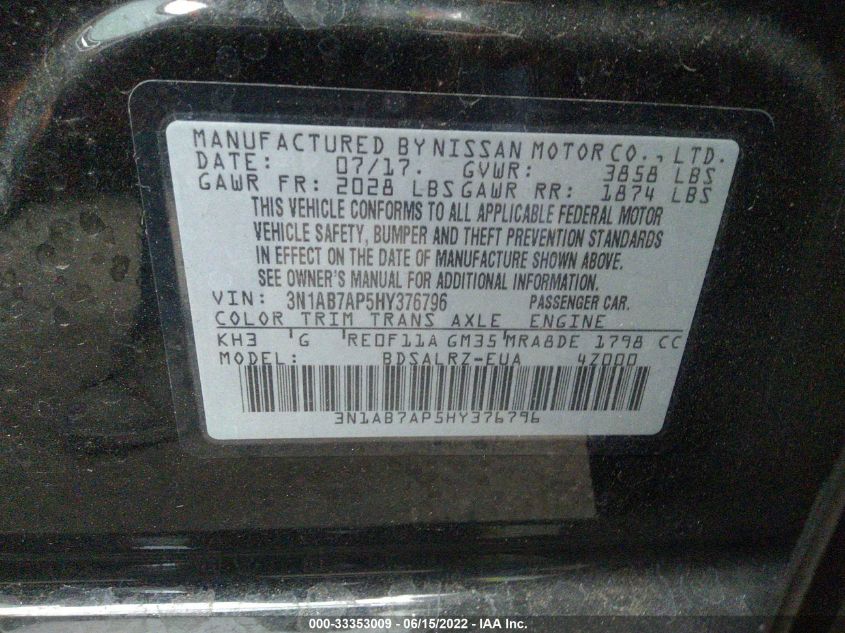 MANUFACTURED BY NISSAN MOTOR CO., LTD.
DATE: 07/17. GVWR: 3858 LBS
GAWR FR: 2028 LBS GAWR RR: 1874 LBS
THIS VEHICLE CONFORMS TO ALL APPLICABLE FEDERAL MOTOR
VEHICLE SAFETY, BUMPER AND THEFT PREVENTION STANDARDS
IN EFFECT ON THE DATE OF MANUFACTURE SHOWN ABOVE.
SEE OWNER'S MANUAL FOR ADDITIONAL INFORMATION.
VIN: 3N1AB7AP5HY376796 PASSENGER CAR.
COLOR TRIM TRANS AXLE ENGINE
KH3 G RE0F11A GM35 MRA8DE 1798 CC
MODEL: BDSALRZ-EUA 4Z000
3N1AB7AP5HY376796
000-33353009 - 06/15/2022 - IAA Inc.